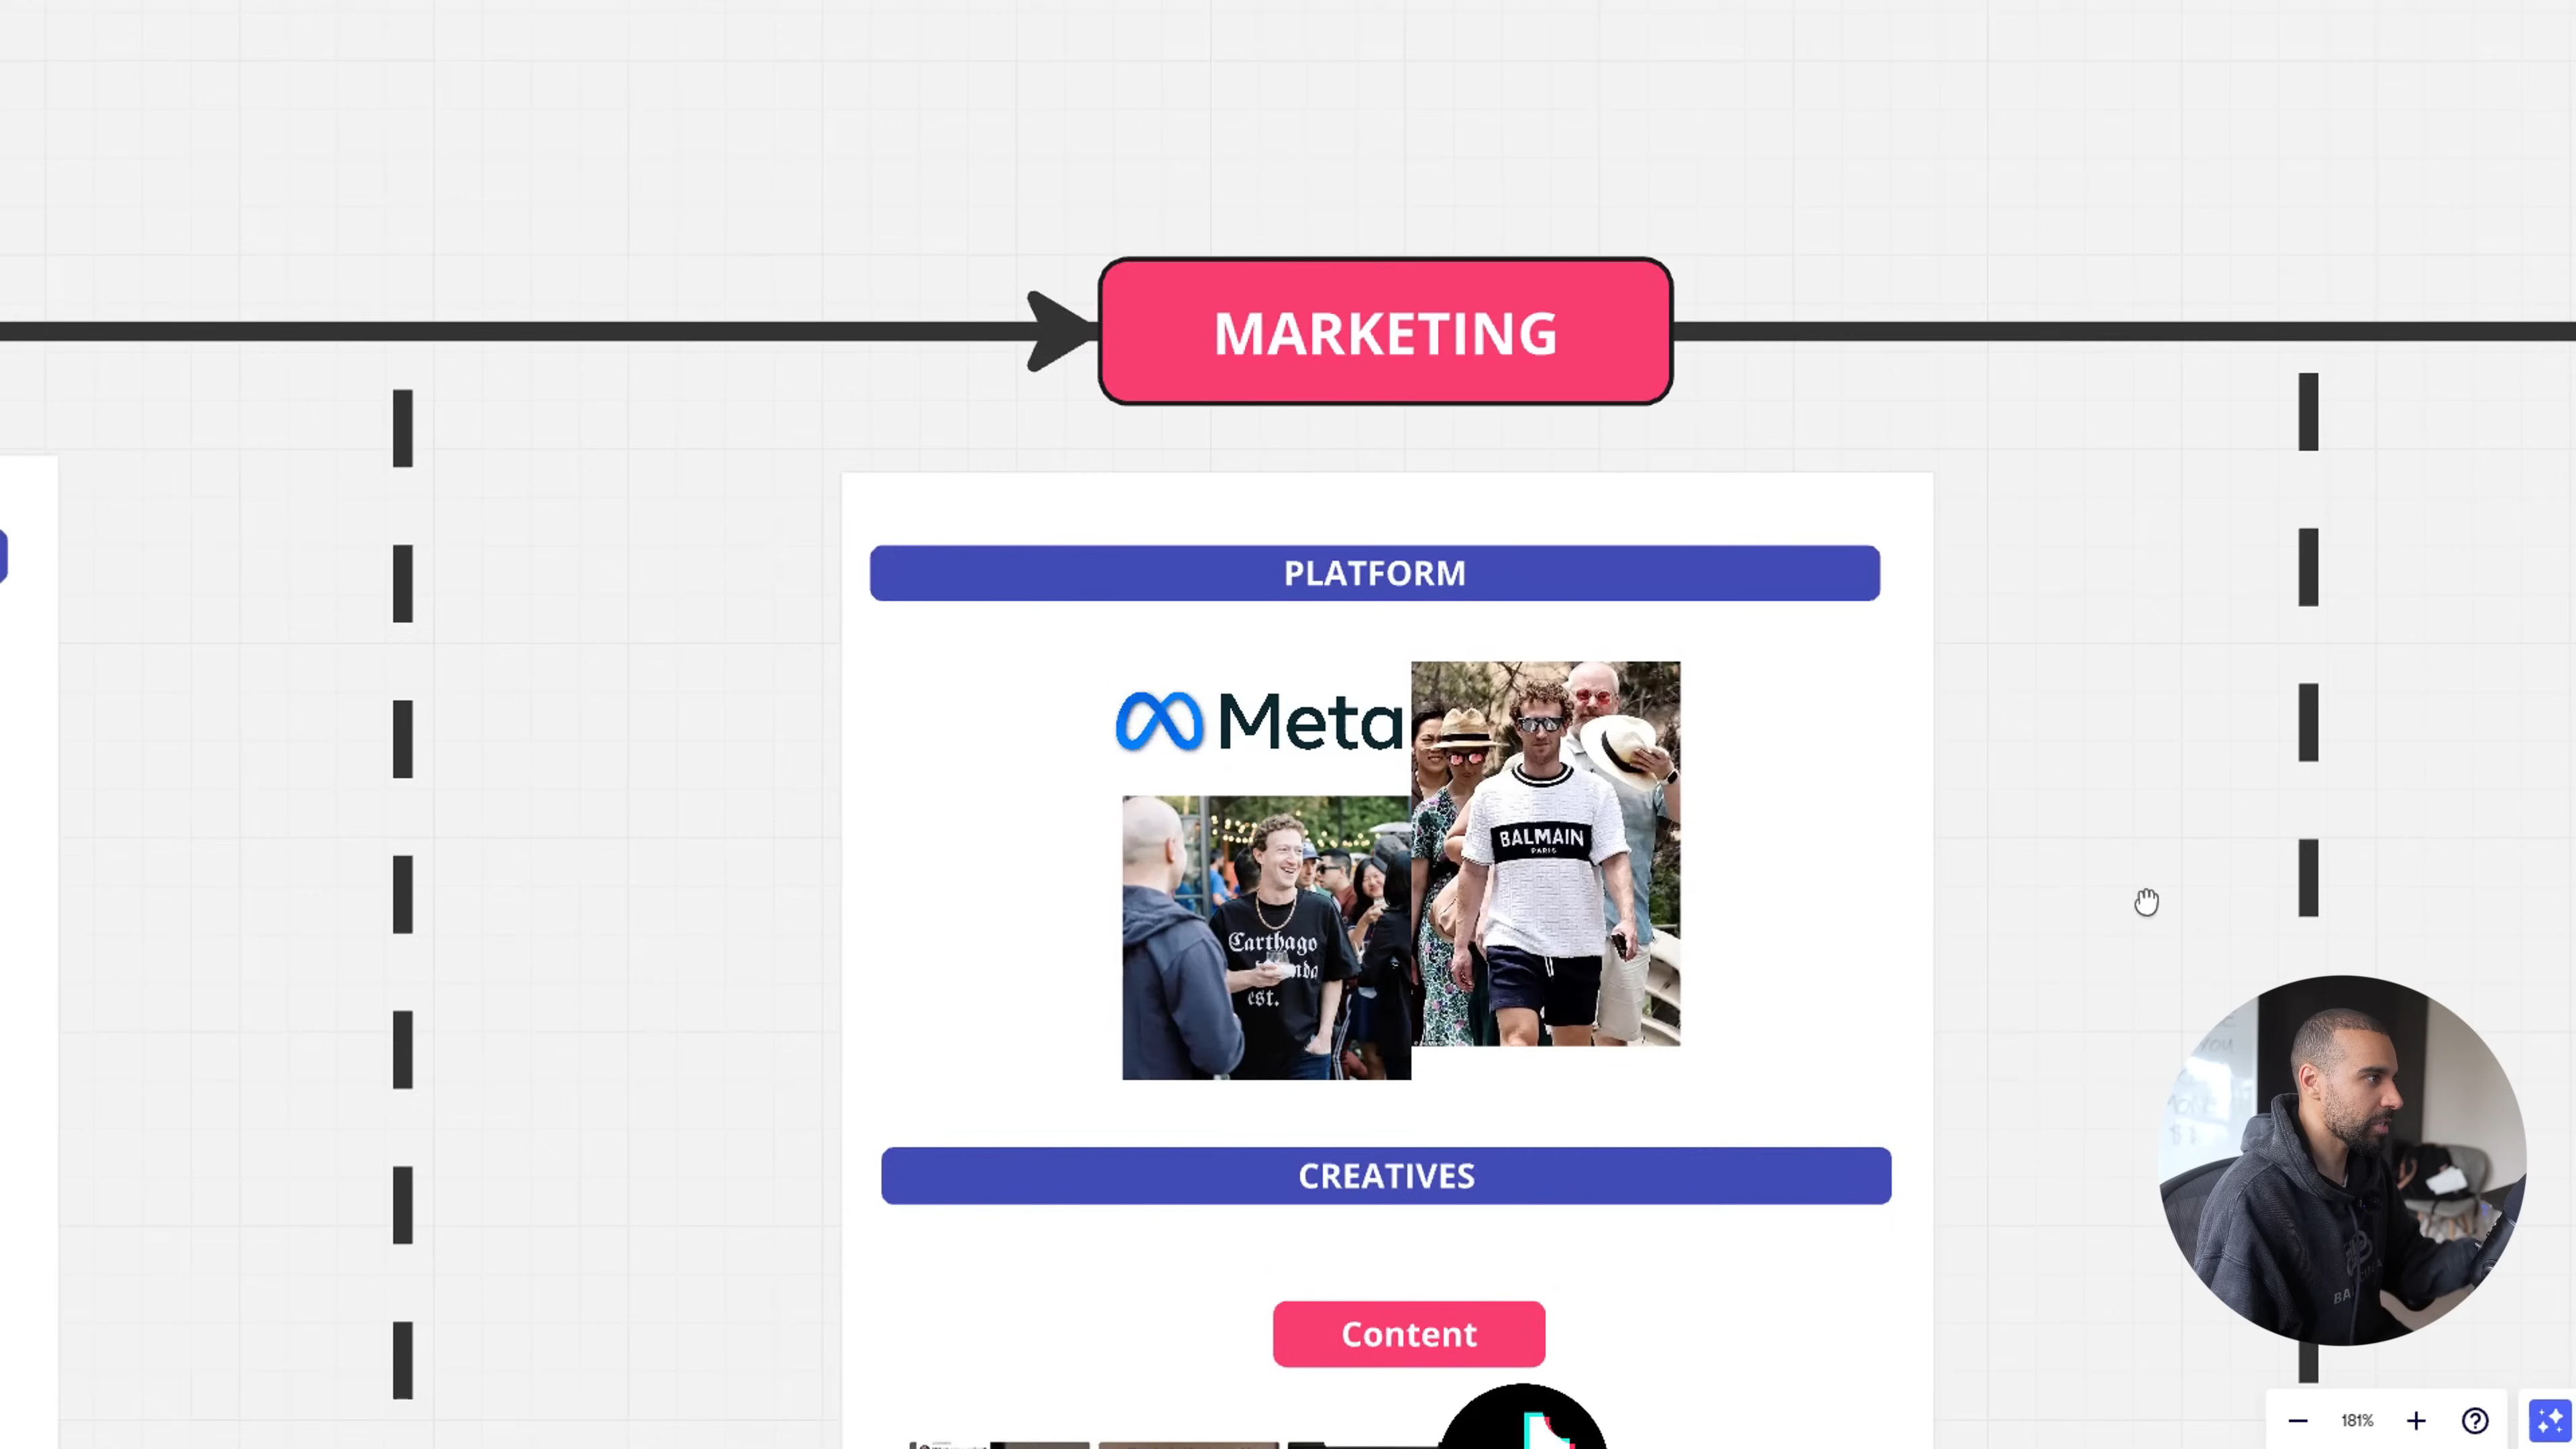 MARKETING
PLATFORM
Meta
BALMAIN
PARIS
Carthago
est.
CREATIVES
Content
181%